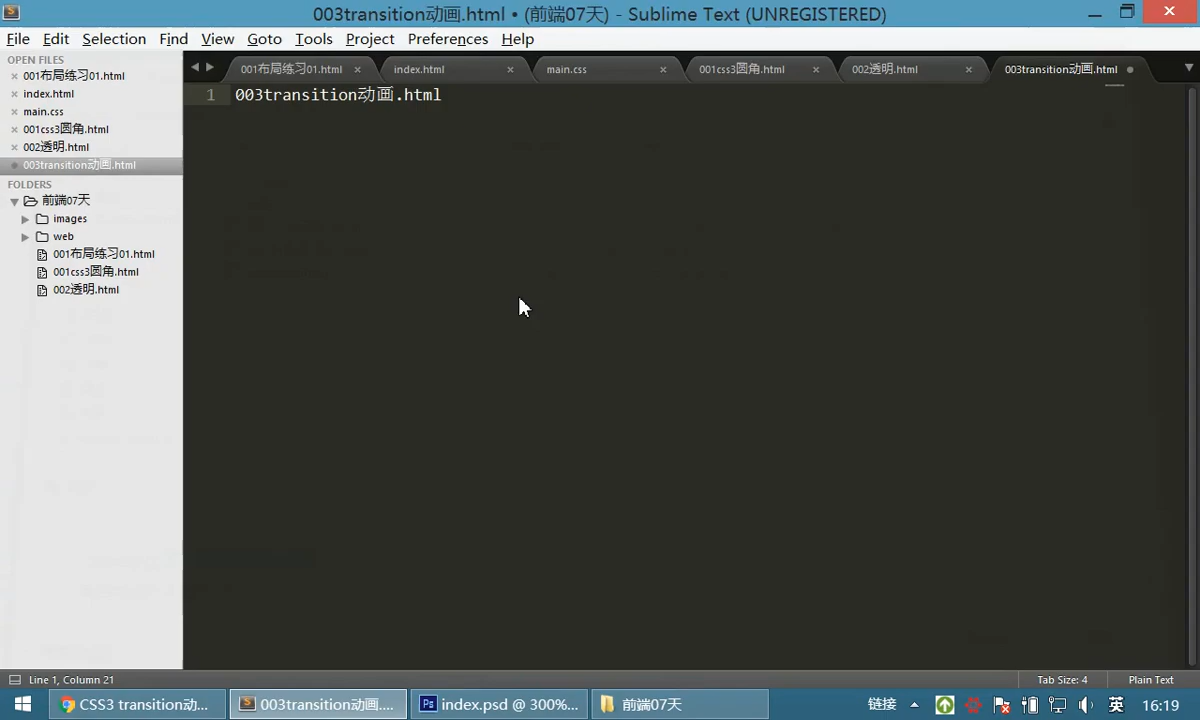 003transition动画.html • (前端07天) - Sublime Text (UNREGISTERED)
File Edit Selection Find View Goto Tools Project Preferences Help
OPEN FILES
001布局练习01.html
index.html
main.css
001css3圆角.html
002透明.html
003transition动画.html
FOLDERS
前端07天
images
web
001布局练习01.html
001css3圆角.html
002透明.html
001布局练习01.html index.html main.css 001css3圆角.html 002透明.html 003transition动画.html
1 003transition动画.html
Line 1, Column 21 Tab Size: 4 Plain Text
CSS3 transition动... 003transition动画.... index.psd @ 300%... 前端07天 链接 英 16:19